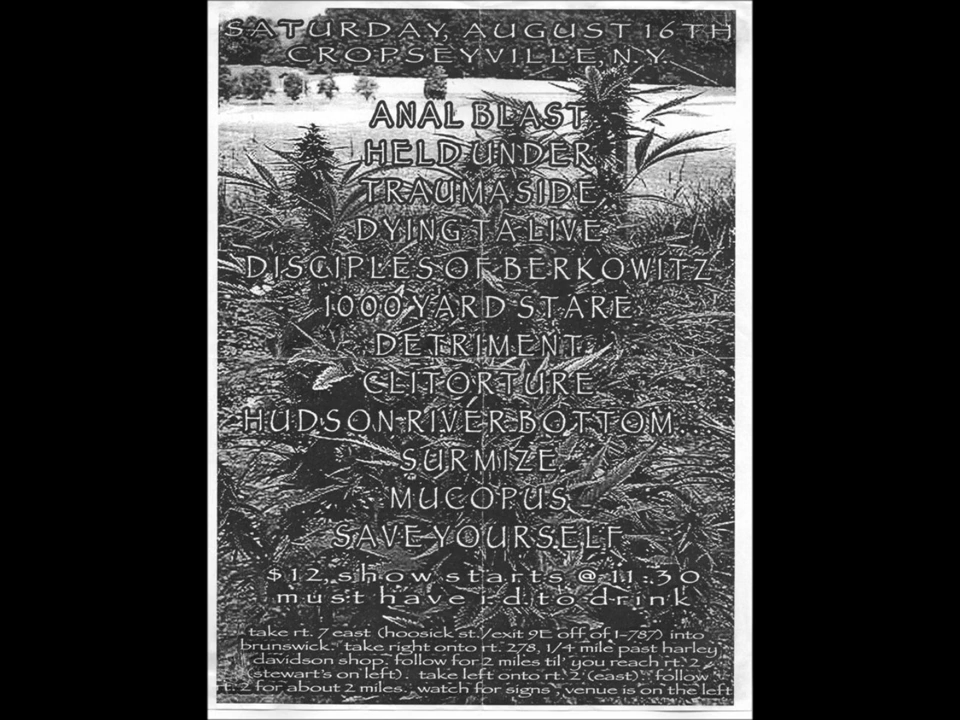 SATURDAY, AUGUST 16TH
CROPSEYVILLE, N.Y.
ANAL BLAST
HELD UNDER
TRAUMASIDE
DYING TA LIVE
DISCIPLES OF BERKOWITZ
1000 YARD STARE
DETRIMENT
CLITORTURE
HUDSON RIVER BOTTOM
SURMIZE
MUCOPUS
SAVE YOURSELF
$12, show starts @ 11:30
must have i.d. to drink
take rt. 7 east (hoosick st./exit 9E off of I-787) into
brunswick. take right onto rt. 278, 1/4 mile past harley
davidson shop. follow for 2 miles til' you reach rt. 2
(stewart's on left). take left onto rt. 2 (east). follow
rt. 2 for about 2 miles. watch for signs, venue is on the left